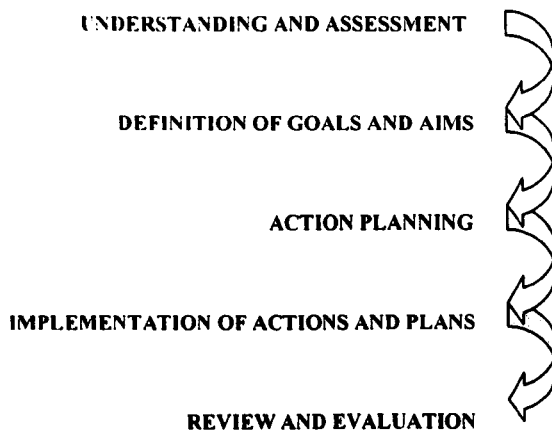 UNDERSTANDING AND ASSESSMENT
DEFINITION OF GOALS AND AIMS
ACTION PLANNING
IMPLEMENTATION OF ACTIONS AND PLANS
REVIEW AND EVALUATION